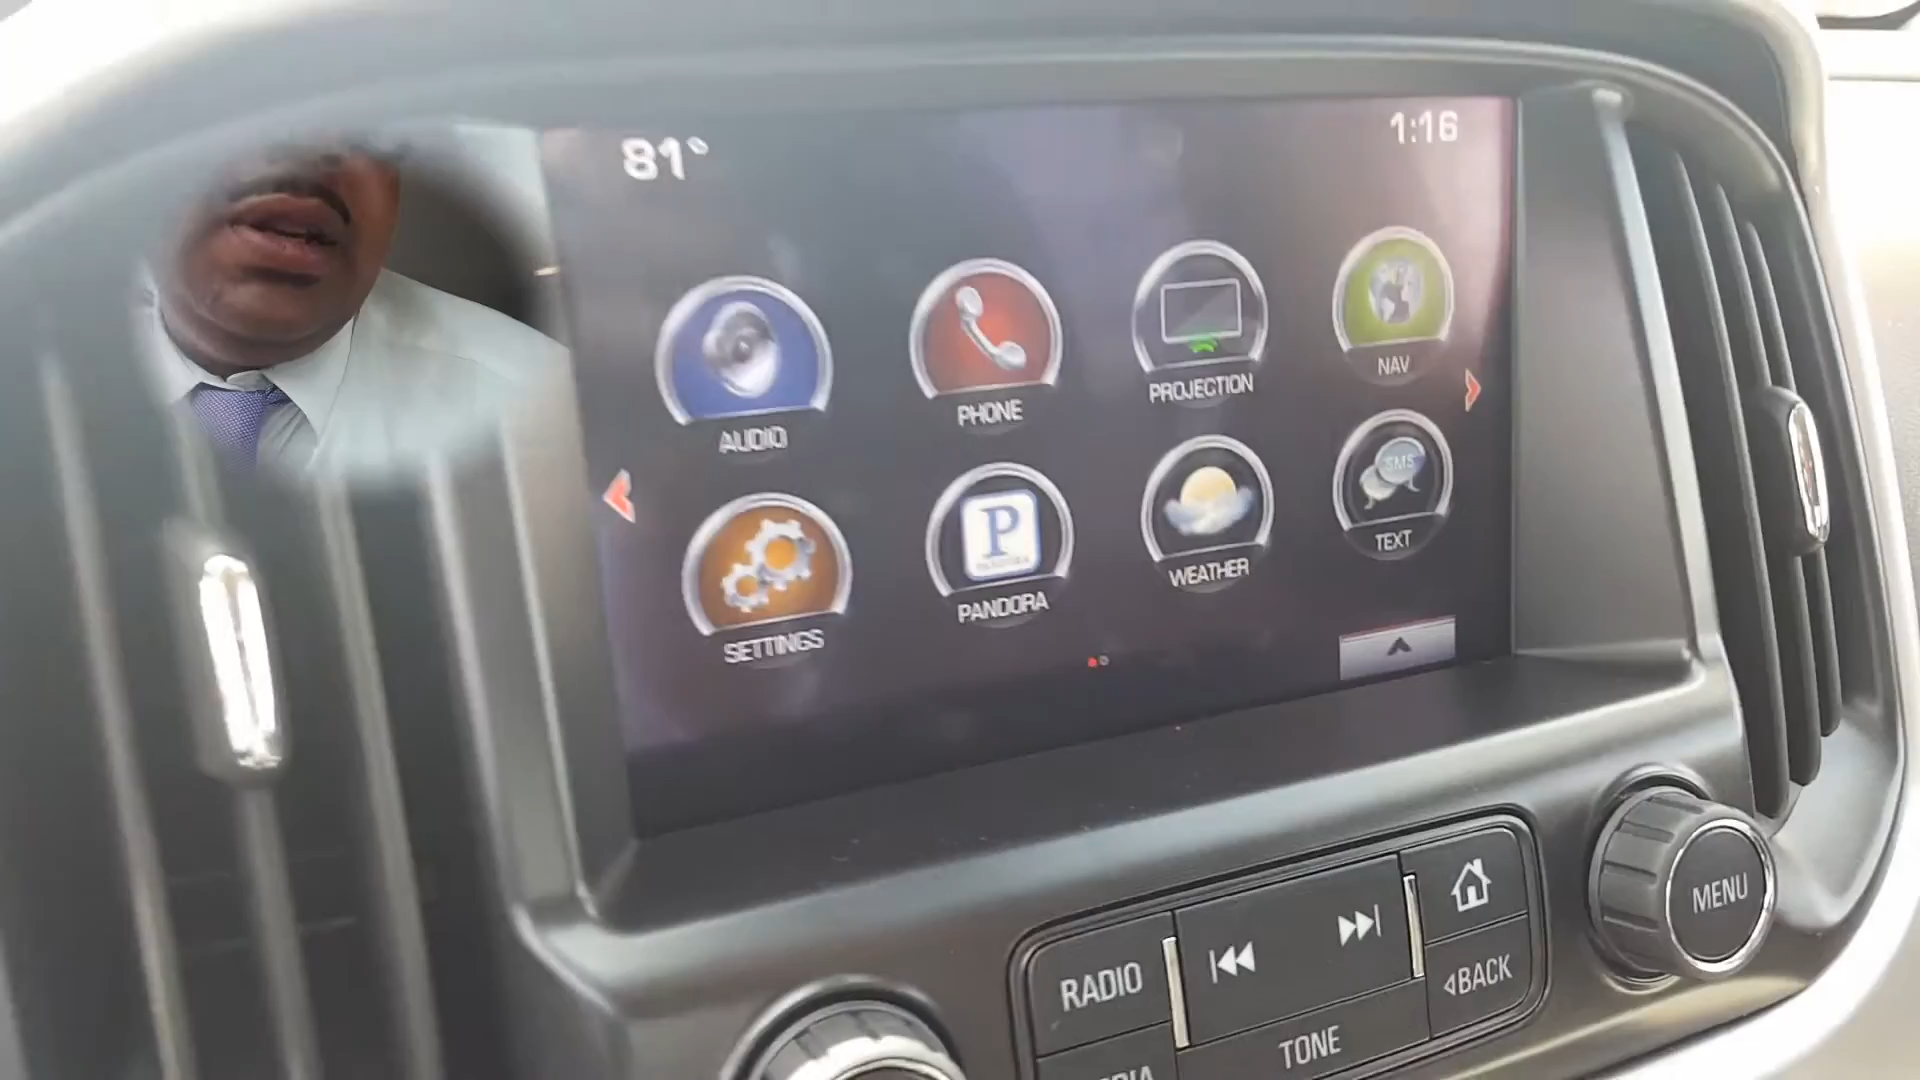 81°
1:16
AUDIO
PHONE
PROJECTION
NAV
SETTINGS
P
PANDORA
WEATHER
SMS
TEXT
MENU
RADIO
BACK
TONE